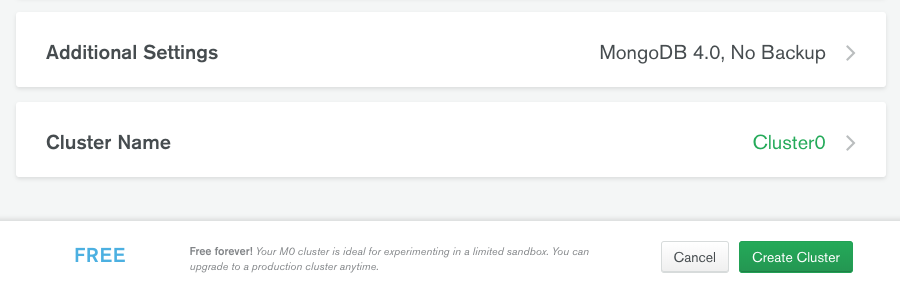 Additional Settings MongoDB 4.0, No Backup
Cluster Name Cluster0
FREE
Free forever! Your M0 cluster is ideal for experimenting in a limited sandbox. You can
upgrade to a production cluster anytime.
Cancel Create Cluster